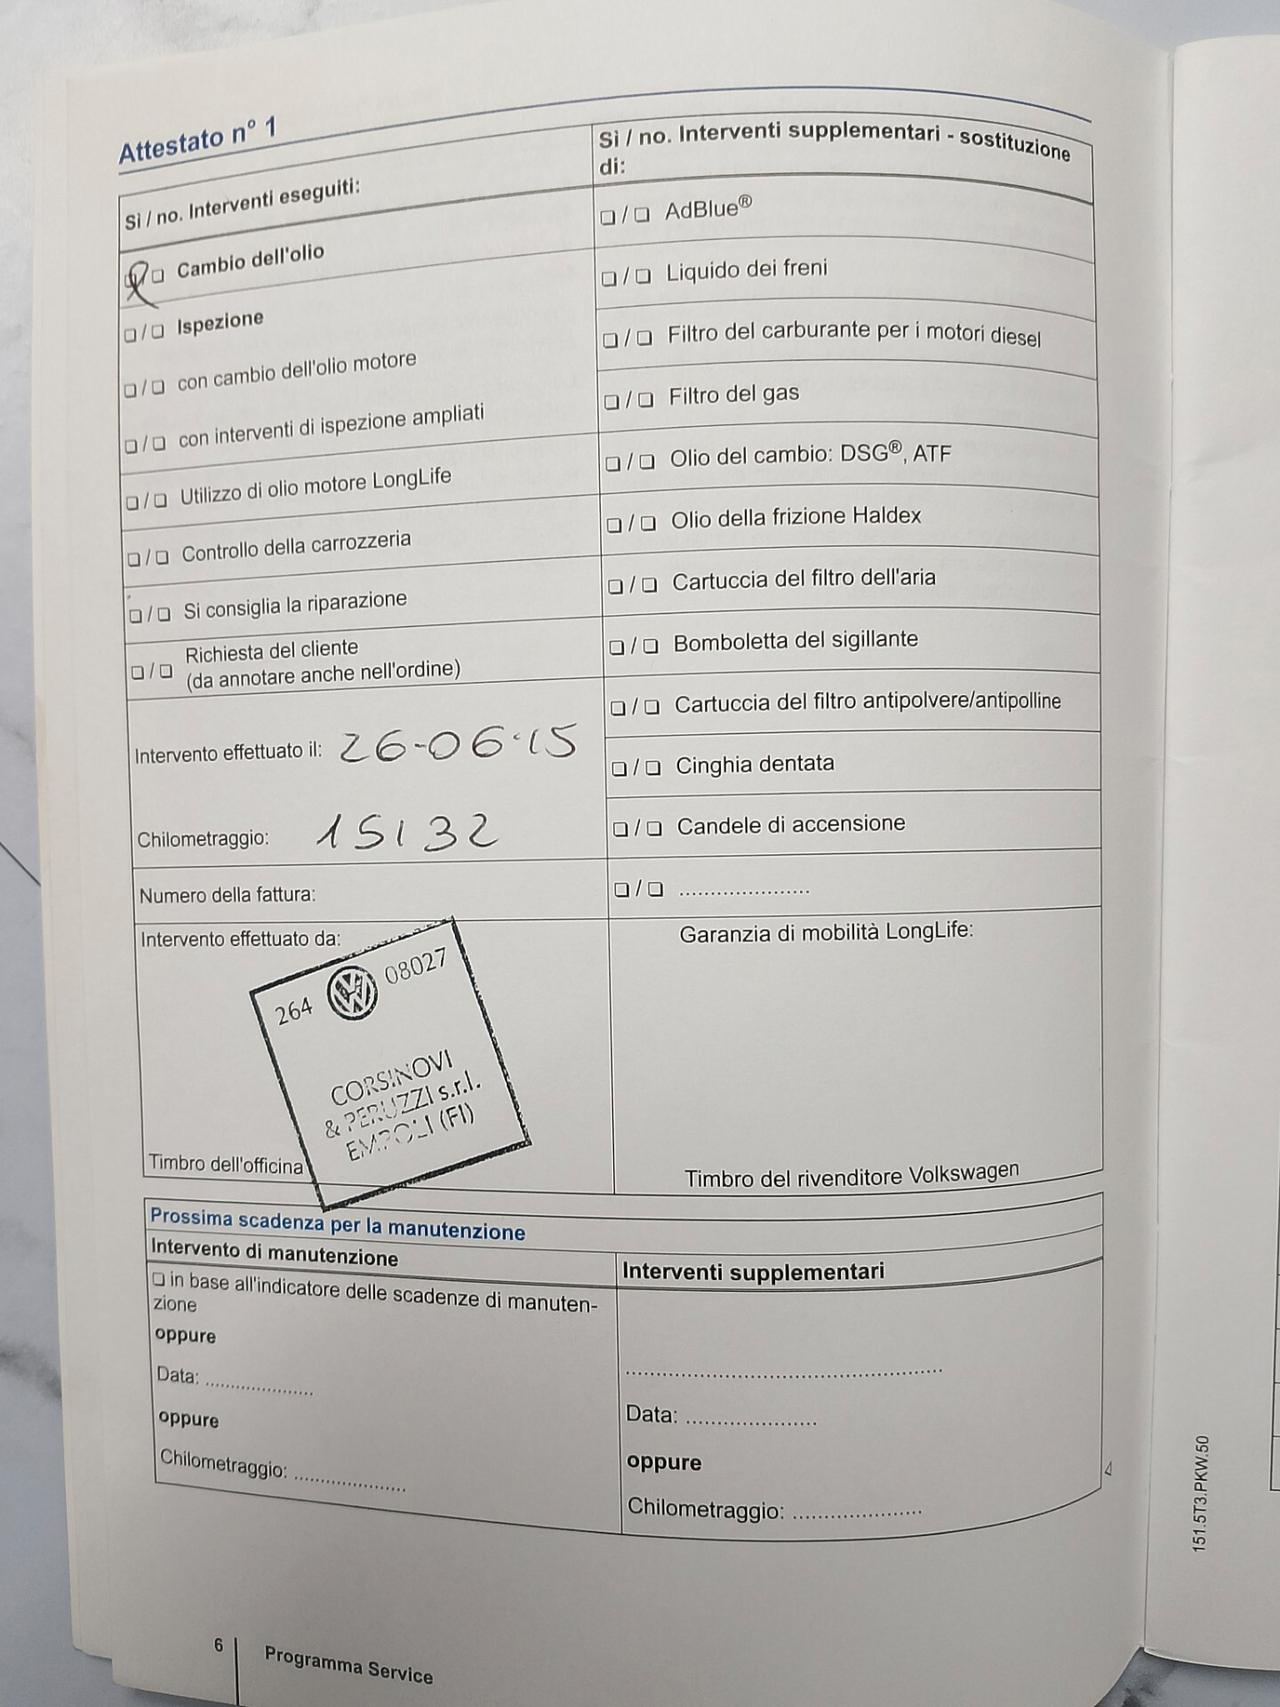 Attestato n° 1
Si / no. Interventi eseguiti:
❑ Cambio dell'olio
❑ / ❑ Ispezione
❑ / ❑ con cambio dell'olio motore
❑ / ❑ con interventi di ispezione ampliati
❑ / ❑ Utilizzo di olio motore LongLife
❑ / ❑ Controllo della carrozzeria
❑ / ❑ Si consiglia la riparazione
❑ / ❑ Richiesta del cliente
(da annotare anche nell'ordine)
Intervento effettuato il: 26-06-15
Chilometraggio: 15132
Numero della fattura:
Intervento effettuato da:
264 08027
CORSINOVI
& PERUZZI s.r.l.
EMPOLI (FI)
Timbro dell'officina
Si / no. Interventi supplementari - sostituzione
di:
❑ / ❑ AdBlue®
❑ / ❑ Liquido dei freni
❑ / ❑ Filtro del carburante per i motori diesel
❑ / ❑ Filtro del gas
❑ / ❑ Olio del cambio: DSG®, ATF
❑ / ❑ Olio della frizione Haldex
❑ / ❑ Cartuccia del filtro dell'aria
❑ / ❑ Bomboletta del sigillante
❑ / ❑ Cartuccia del filtro antipolvere/antipolline
❑ / ❑ Cinghia dentata
❑ / ❑ Candele di accensione
❑ / ❑ ......................
Garanzia di mobilità LongLife:
Timbro del rivenditore Volkswagen
Prossima scadenza per la manutenzione
Intervento di manutenzione
❑ in base all'indicatore delle scadenze di manuten-
zione
oppure
Data: ....................
oppure
Chilometraggio: ....................
Interventi supplementari
......................................................
Data: ......................
oppure
Chilometraggio: ......................
151.5T3.PKW.50
6 Programma Service